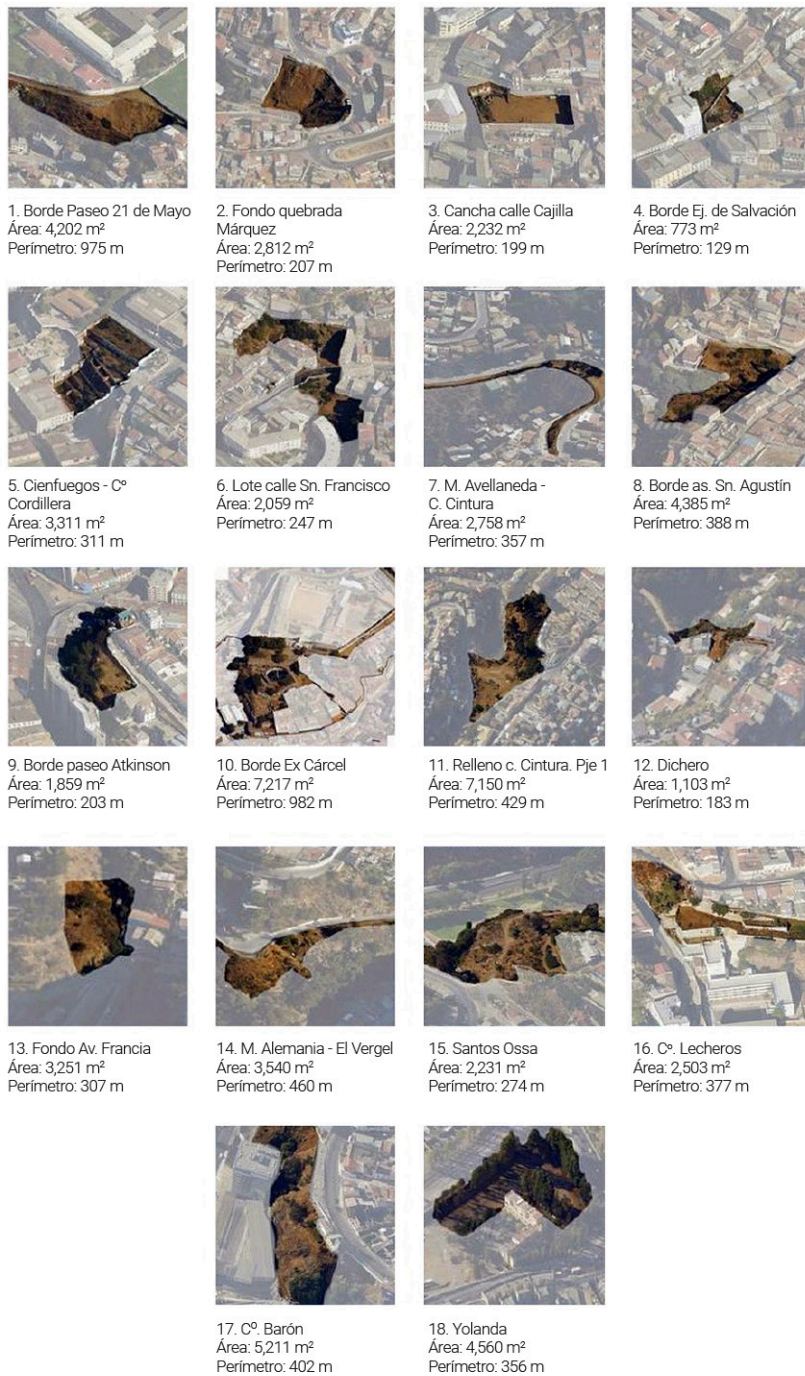 1. Borde Paseo 21 de Mayo
Área: 4,202 m²
Perímetro: 975 m
2. Fondo quebrada
Márquez
Área: 2,812 m²
Perímetro: 207 m
3. Cancha calle Cajilla
Área: 2,232 m²
Perímetro: 199 m
4. Borde Ej. de Salvación
Área: 773 m²
Perímetro: 129 m
5. Cienfuegos - Cº
Cordillera
Área: 3,311 m²
Perímetro: 311 m
6. Lote calle Sn. Francisco
Área: 2,059 m²
Perímetro: 247 m
7. M. Avellaneda -
C. Cintura
Área: 2,758 m²
Perímetro: 357 m
8. Borde as. Sn. Agustín
Área: 4,385 m²
Perímetro: 388 m
9. Borde paseo Atkinson
Área: 1,859 m²
Perímetro: 203 m
10. Borde Ex Cárcel
Área: 7,217 m²
Perímetro: 982 m
11. Relleno c. Cintura. Pje 1
Área: 7,150 m²
Perímetro: 429 m
12. Dichero
Área: 1,103 m²
Perímetro: 183 m
13. Fondo Av. Francia
Área: 3,251 m²
Perímetro: 307 m
14. M. Alemania - El Vergel
Área: 3,540 m²
Perímetro: 460 m
15. Santos Ossa
Área: 2,231 m²
Perímetro: 274 m
16. Cº. Lecheros
Área: 2,503 m²
Perímetro: 377 m
17. Cº. Barón
Área: 5,211 m²
Perímetro: 402 m
18. Yolanda
Área: 4,560 m²
Perímetro: 356 m